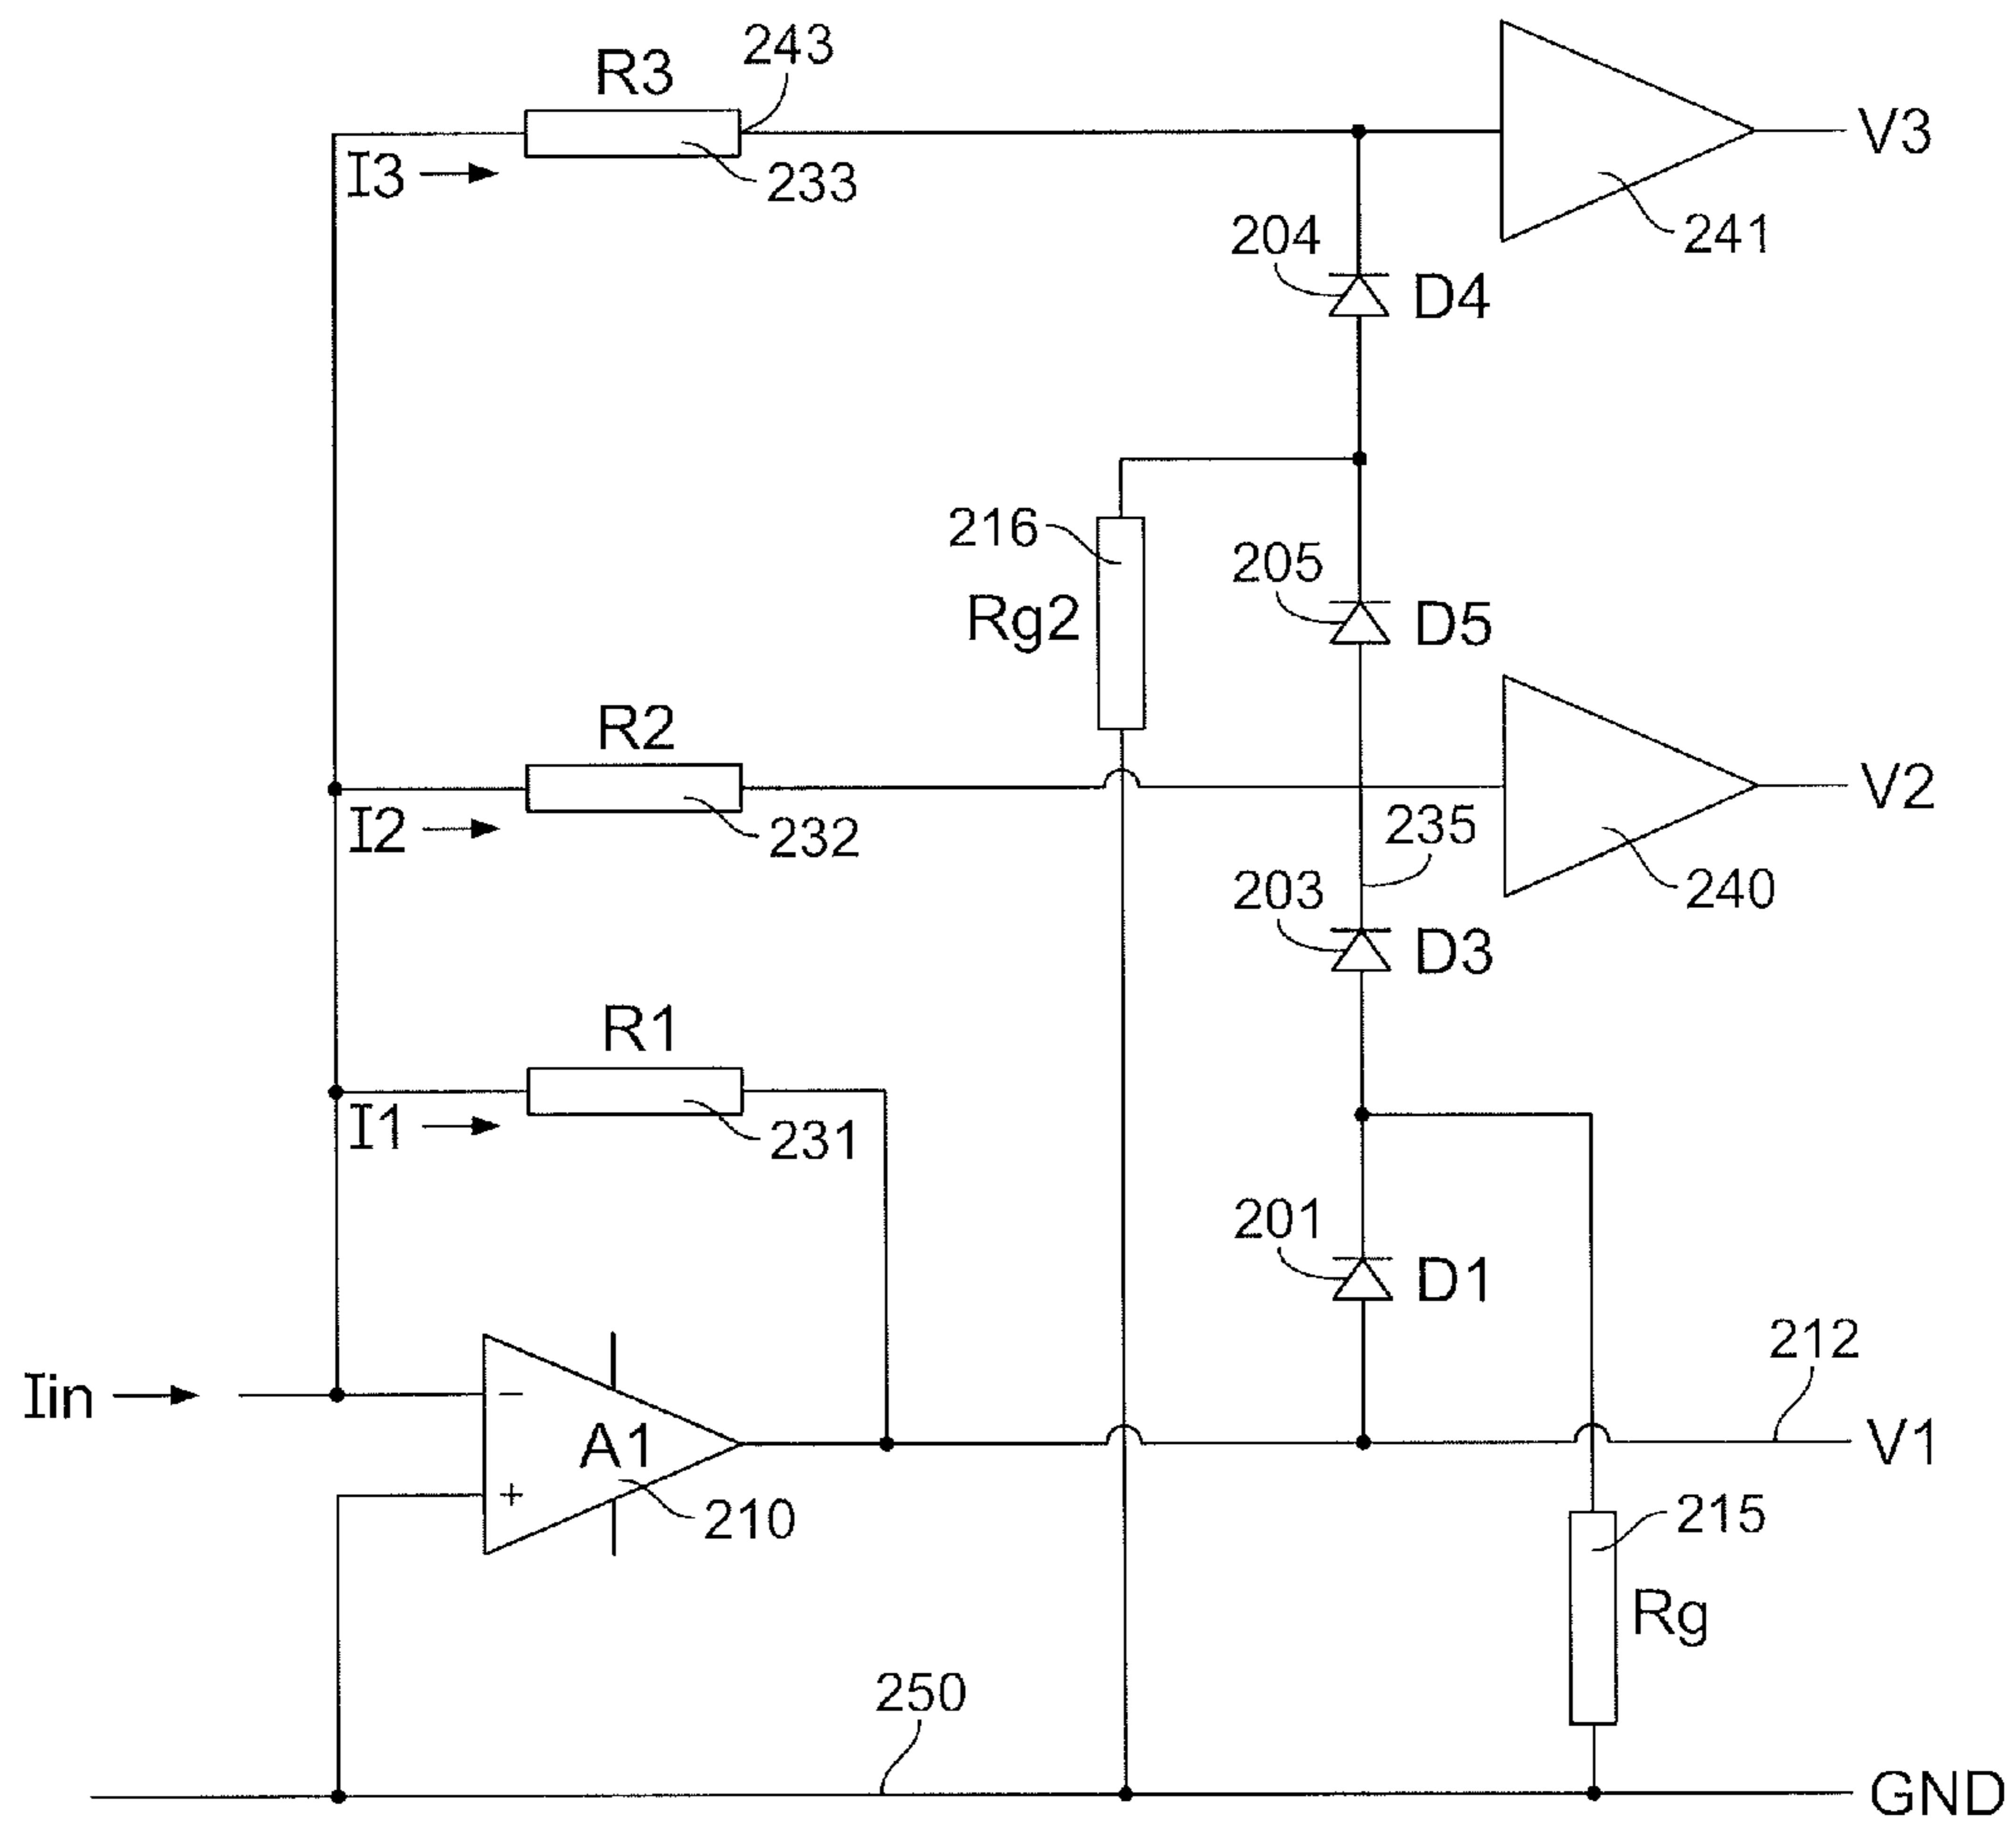 243
R3
I3
233
V3
241
204
D4
216
205
Rg2
D5
R2
I2
232
V2
235
240
203
D3
R1
I1
231
201
D1
212
Iin
−
A1
+
210
V1
215
Rg
250
GND